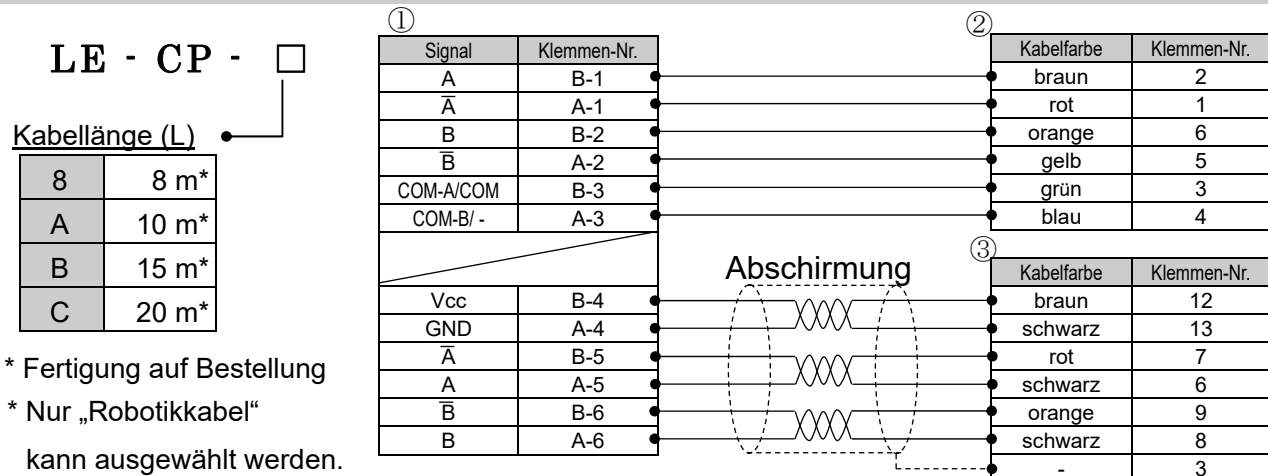 LE - CP - □
Kabellänge (L)
8 8 m*
A 10 m*
B 15 m*
C 20 m*
* Fertigung auf Bestellung
* Nur „Robotikkabel“
kann ausgewählt werden.
①
Signal Klemmen-Nr.
A B-1
A̅ A-1
B B-2
B̅ A-2
COM-A/COM B-3
COM-B/ - A-3
Vcc B-4
GND A-4
A̅ B-5
A A-5
B̅ B-6
B A-6
Abschirmung
②
Kabelfarbe Klemmen-Nr.
braun 2
rot 1
orange 6
gelb 5
grün 3
blau 4
③
Kabelfarbe Klemmen-Nr.
braun 12
schwarz 13
rot 7
schwarz 6
orange 9
schwarz 8
- 3